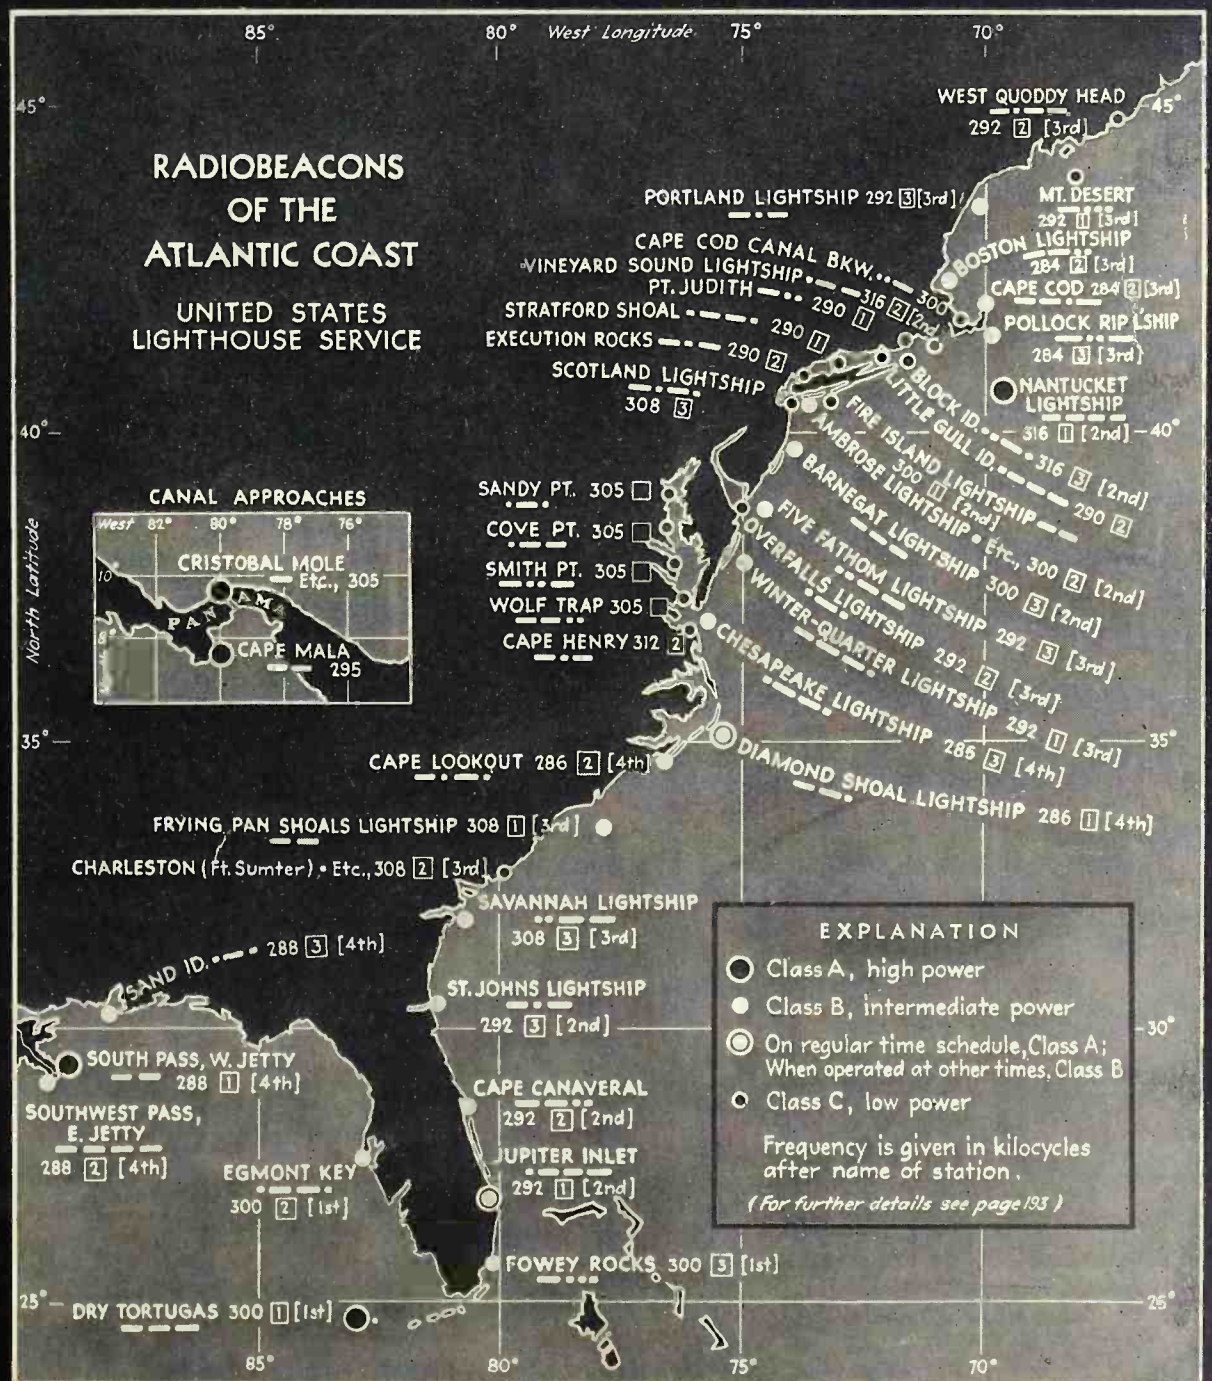 85° 80° West Longitude 75° 70°
45°
WEST QUODDY HEAD
292 2 [3rd]
45°
RADIOBEACONS
OF THE
ATLANTIC COAST
UNITED STATES
LIGHTHOUSE SERVICE
PORTLAND LIGHTSHIP 292 3 [3rd]
MT. DESERT
292 1 [3rd]
CAPE COD CANAL BKW. 300
BOSTON LIGHTSHIP
284 2 [3rd]
VINEYARD SOUND LIGHTSHIP 316 2 [2nd
CAPE COD 284 2 [3rd]
PT. JUDITH 290 1
STRATFORD SHOAL 290 1
POLLOCK RIP L'SHIP
284 3 [3rd]
EXECUTION ROCKS 290 2
SCOTLAND LIGHTSHIP
308 3
NANTUCKET
LIGHTSHIP
316 1 [2nd]
40°
40°
BLOCK ID. 316 3 [2nd]
LITTLE GULL ID. 290 2
FIRE ISLAND LIGHTSHIP
300 1 [2nd]
AMBROSE LIGHTSHIP • Etc., 300 2 [2nd]
BARNEGAT LIGHTSHIP 300 3 [2nd]
FIVE FATHOM LIGHTSHIP 292 3 [3rd]
OVERFALLS LIGHTSHIP 292 2 [3rd]
WINTER-QUARTER LIGHTSHIP 292 1 [3rd]
CHESAPEAKE LIGHTSHIP 286 3 [4th]
DIAMOND SHOAL LIGHTSHIP 286 1 [4th]
SANDY PT. 305
COVE PT. 305
SMITH PT. 305
WOLF TRAP 305
CAPE HENRY 312 2
North Latitude
CANAL APPROACHES
West 82° 80° 78° 76°
10°
CRISTOBAL MOLE
Etc., 305
PANAMA
8°
CAPE MALA
295
35°
35°
CAPE LOOKOUT 286 2 [4th]
FRYING PAN SHOALS LIGHTSHIP 308 1 [3rd]
CHARLESTON (Ft. Sumter) • Etc., 308 2 [3rd]
SAVANNAH LIGHTSHIP
308 3 [3rd]
SAND ID. 288 3 [4th]
ST. JOHNS LIGHTSHIP
292 3 [2nd]
30°
SOUTH PASS, W. JETTY
288 1 [4th]
SOUTHWEST PASS,
E. JETTY
288 2 [4th]
CAPE CANAVERAL
292 2 [2nd]
EGMONT KEY
300 2 [1st]
JUPITER INLET
292 1 [2nd]
FOWEY ROCKS 300 3 [1st]
25°
25°
DRY TORTUGAS 300 1 [1st]
EXPLANATION
Class A, high power
Class B, intermediate power
On regular time schedule, Class A;
When operated at other times, Class B
Class C, low power
Frequency is given in kilocycles
after name of station.
(For further details see page 193)
85° 80° 75° 70°